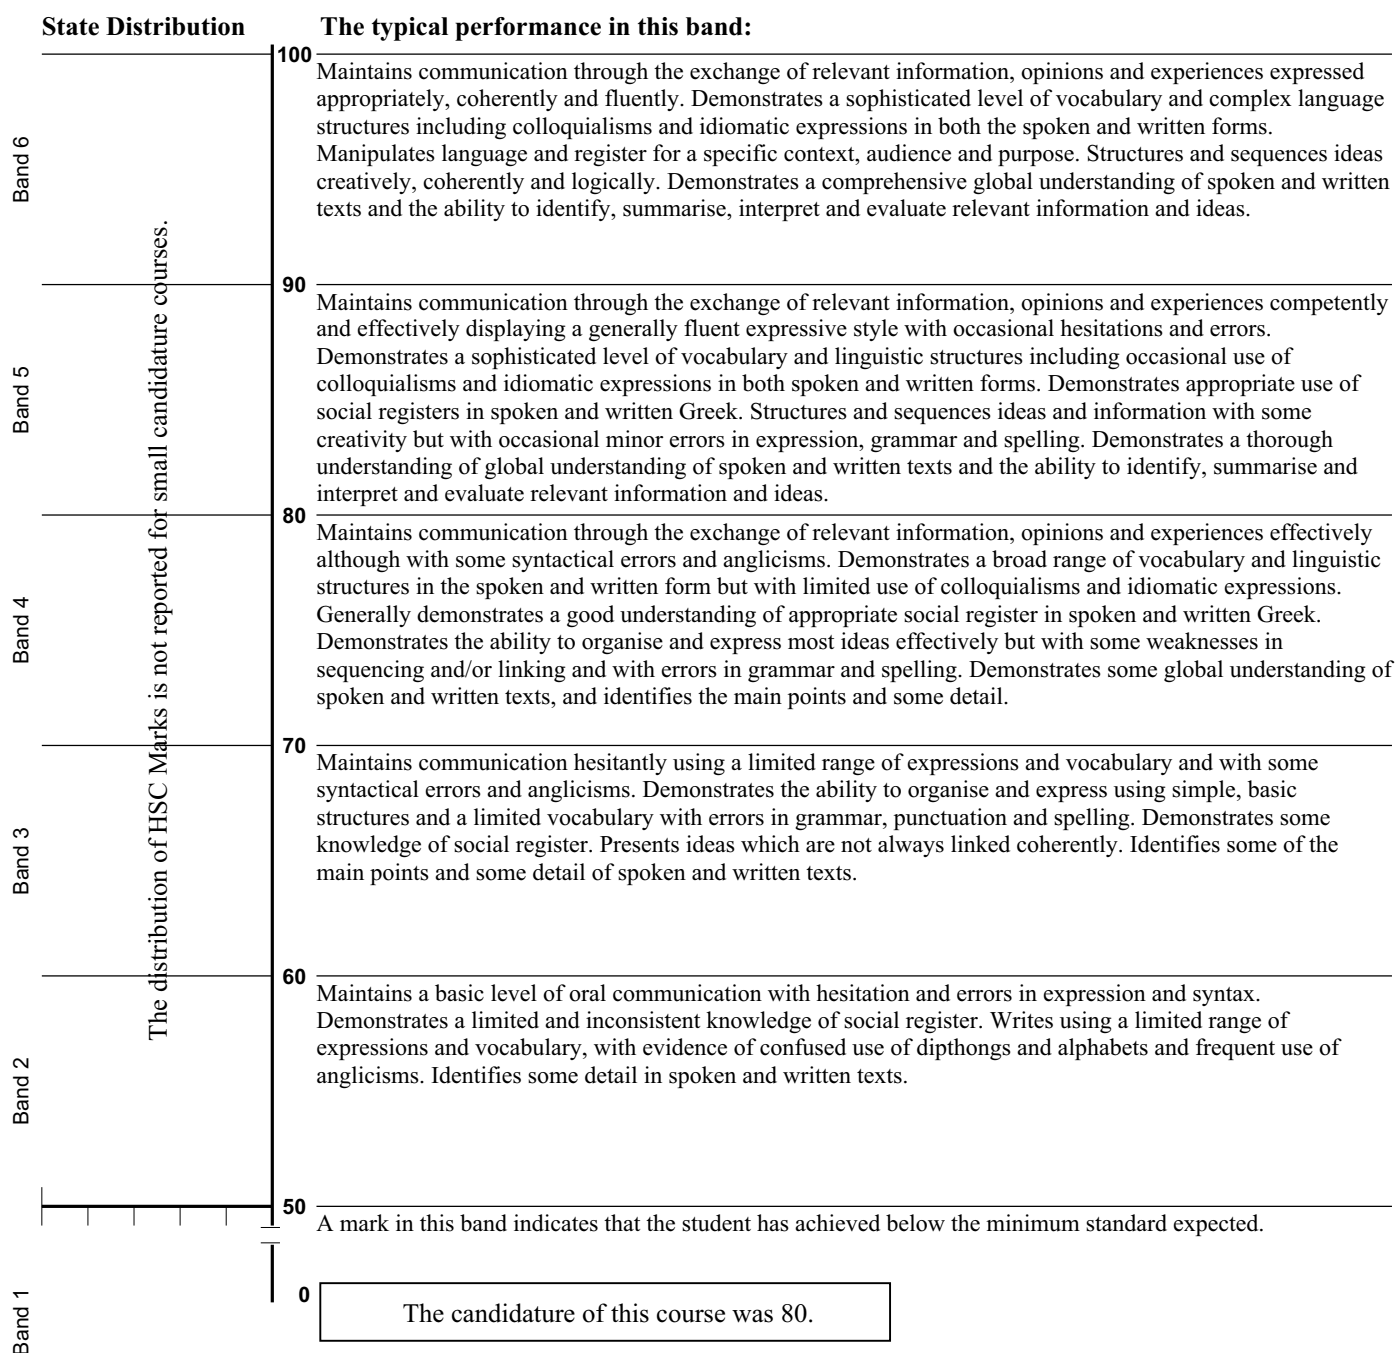 State Distribution
The typical performance in this band:
100
Maintains communication through the exchange of relevant information, opinions and experiences expressed
appropriately, coherently and fluently. Demonstrates a sophisticated level of vocabulary and complex language
structures including colloquialisms and idiomatic expressions in both the spoken and written forms.
Manipulates language and register for a specific context, audience and purpose. Structures and sequences ideas
creatively, coherently and logically. Demonstrates a comprehensive global understanding of spoken and written
texts and the ability to identify, summarise, interpret and evaluate relevant information and ideas.
Band 6
The distribution of HSC Marks is not reported for small candidature courses.
90
Maintains communication through the exchange of relevant information, opinions and experiences competently
and effectively displaying a generally fluent expressive style with occasional hesitations and errors.
Demonstrates a sophisticated level of vocabulary and linguistic structures including occasional use of
colloquialisms and idiomatic expressions in both spoken and written forms. Demonstrates appropriate use of
social registers in spoken and written Greek. Structures and sequences ideas and information with some
creativity but with occasional minor errors in expression, grammar and spelling. Demonstrates a thorough
understanding of global understanding of spoken and written texts and the ability to identify, summarise and
interpret and evaluate relevant information and ideas.
Band 5
80
Maintains communication through the exchange of relevant information, opinions and experiences effectively
although with some syntactical errors and anglicisms. Demonstrates a broad range of vocabulary and linguistic
structures in the spoken and written form but with limited use of colloquialisms and idiomatic expressions.
Generally demonstrates a good understanding of appropriate social register in spoken and written Greek.
Demonstrates the ability to organise and express most ideas effectively but with some weaknesses in
sequencing and/or linking and with errors in grammar and spelling. Demonstrates some global understanding of
spoken and written texts, and identifies the main points and some detail.
Band 4
70
Maintains communication hesitantly using a limited range of expressions and vocabulary and with some
syntactical errors and anglicisms. Demonstrates the ability to organise and express using simple, basic
structures and a limited vocabulary with errors in grammar, punctuation and spelling. Demonstrates some
knowledge of social register. Presents ideas which are not always linked coherently. Identifies some of the
main points and some detail of spoken and written texts.
Band 3
60
Maintains a basic level of oral communication with hesitation and errors in expression and syntax.
Demonstrates a limited and inconsistent knowledge of social register. Writes using a limited range of
expressions and vocabulary, with evidence of confused use of dipthongs and alphabets and frequent use of
anglicisms. Identifies some detail in spoken and written texts.
Band 2
50
A mark in this band indicates that the student has achieved below the minimum standard expected.
0
The candidature of this course was 80.
Band 1